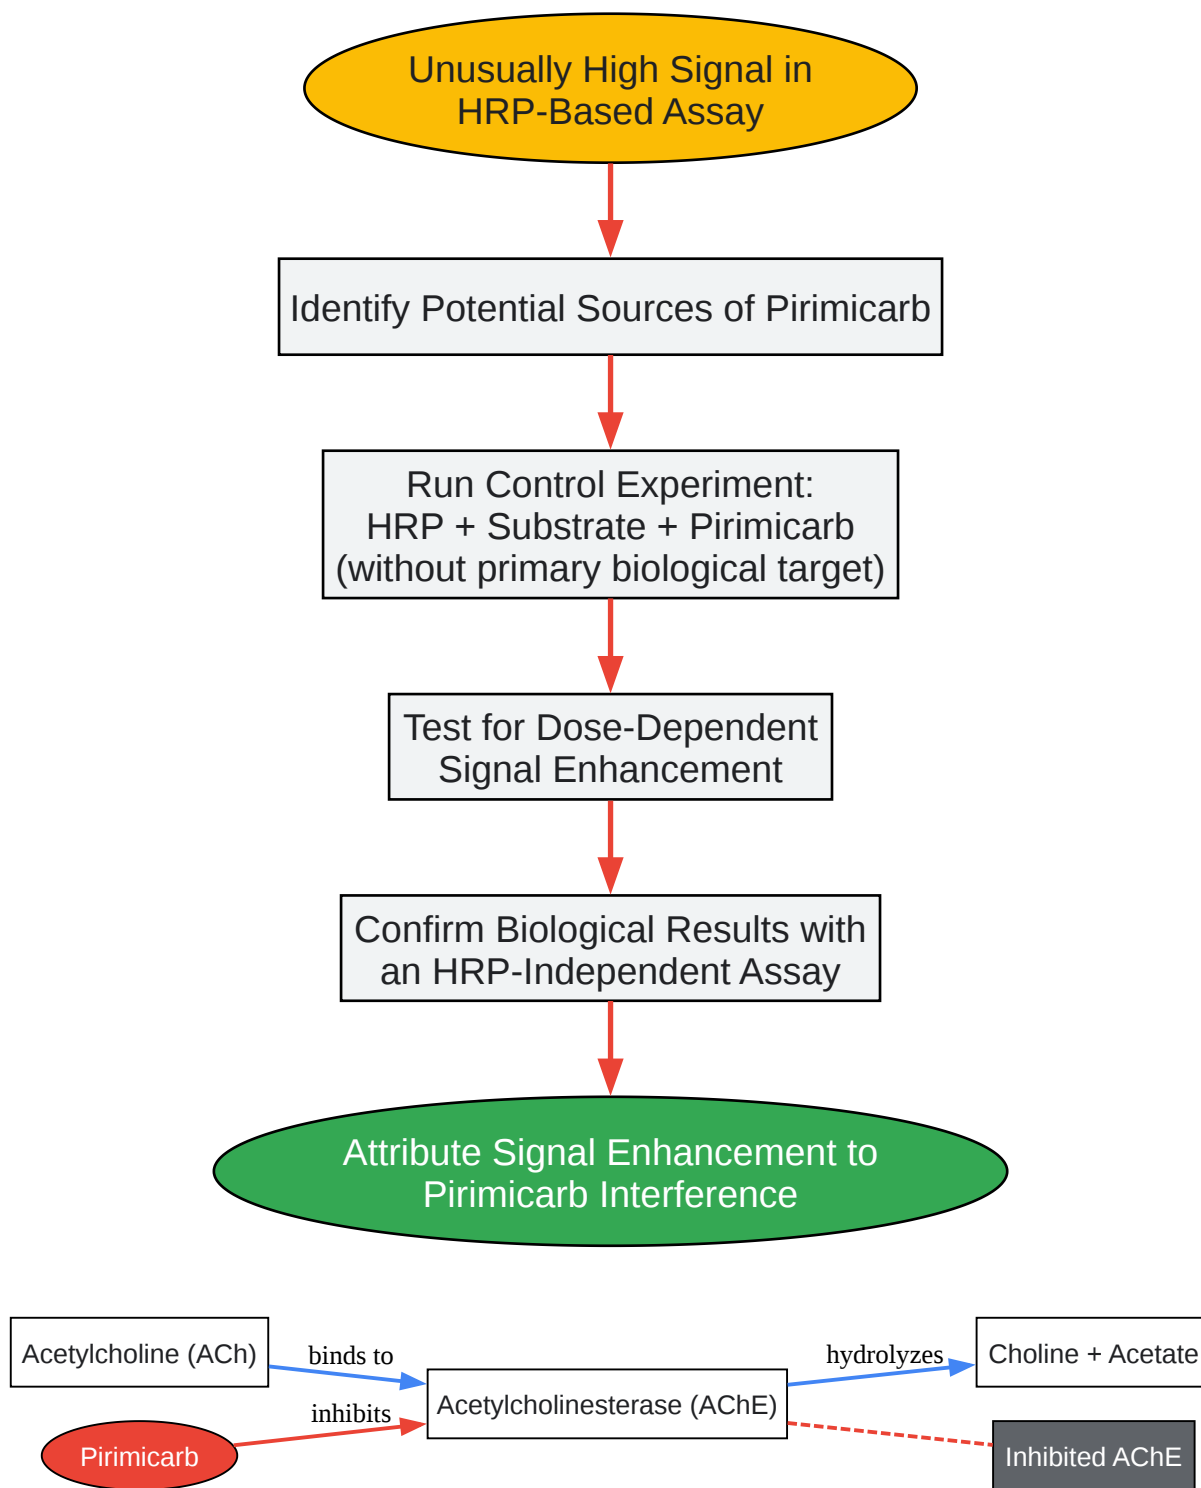 Unusually High Signal in
HRP-Based Assay
Identify Potential Sources of Pirimicarb
Run Control Experiment:
HRP + Substrate + Pirimicarb
(without primary biological target)
Test for Dose-Dependent
Signal Enhancement
Confirm Biological Results with
an HRP-Independent Assay
Attribute Signal Enhancement to
Pirimicarb Interference
Acetylcholine (ACh)
binds to
hydrolyzes
Choline + Acetate
Acetylcholinesterase (AChE)
inhibits
Pirimicarb
Inhibited AChE